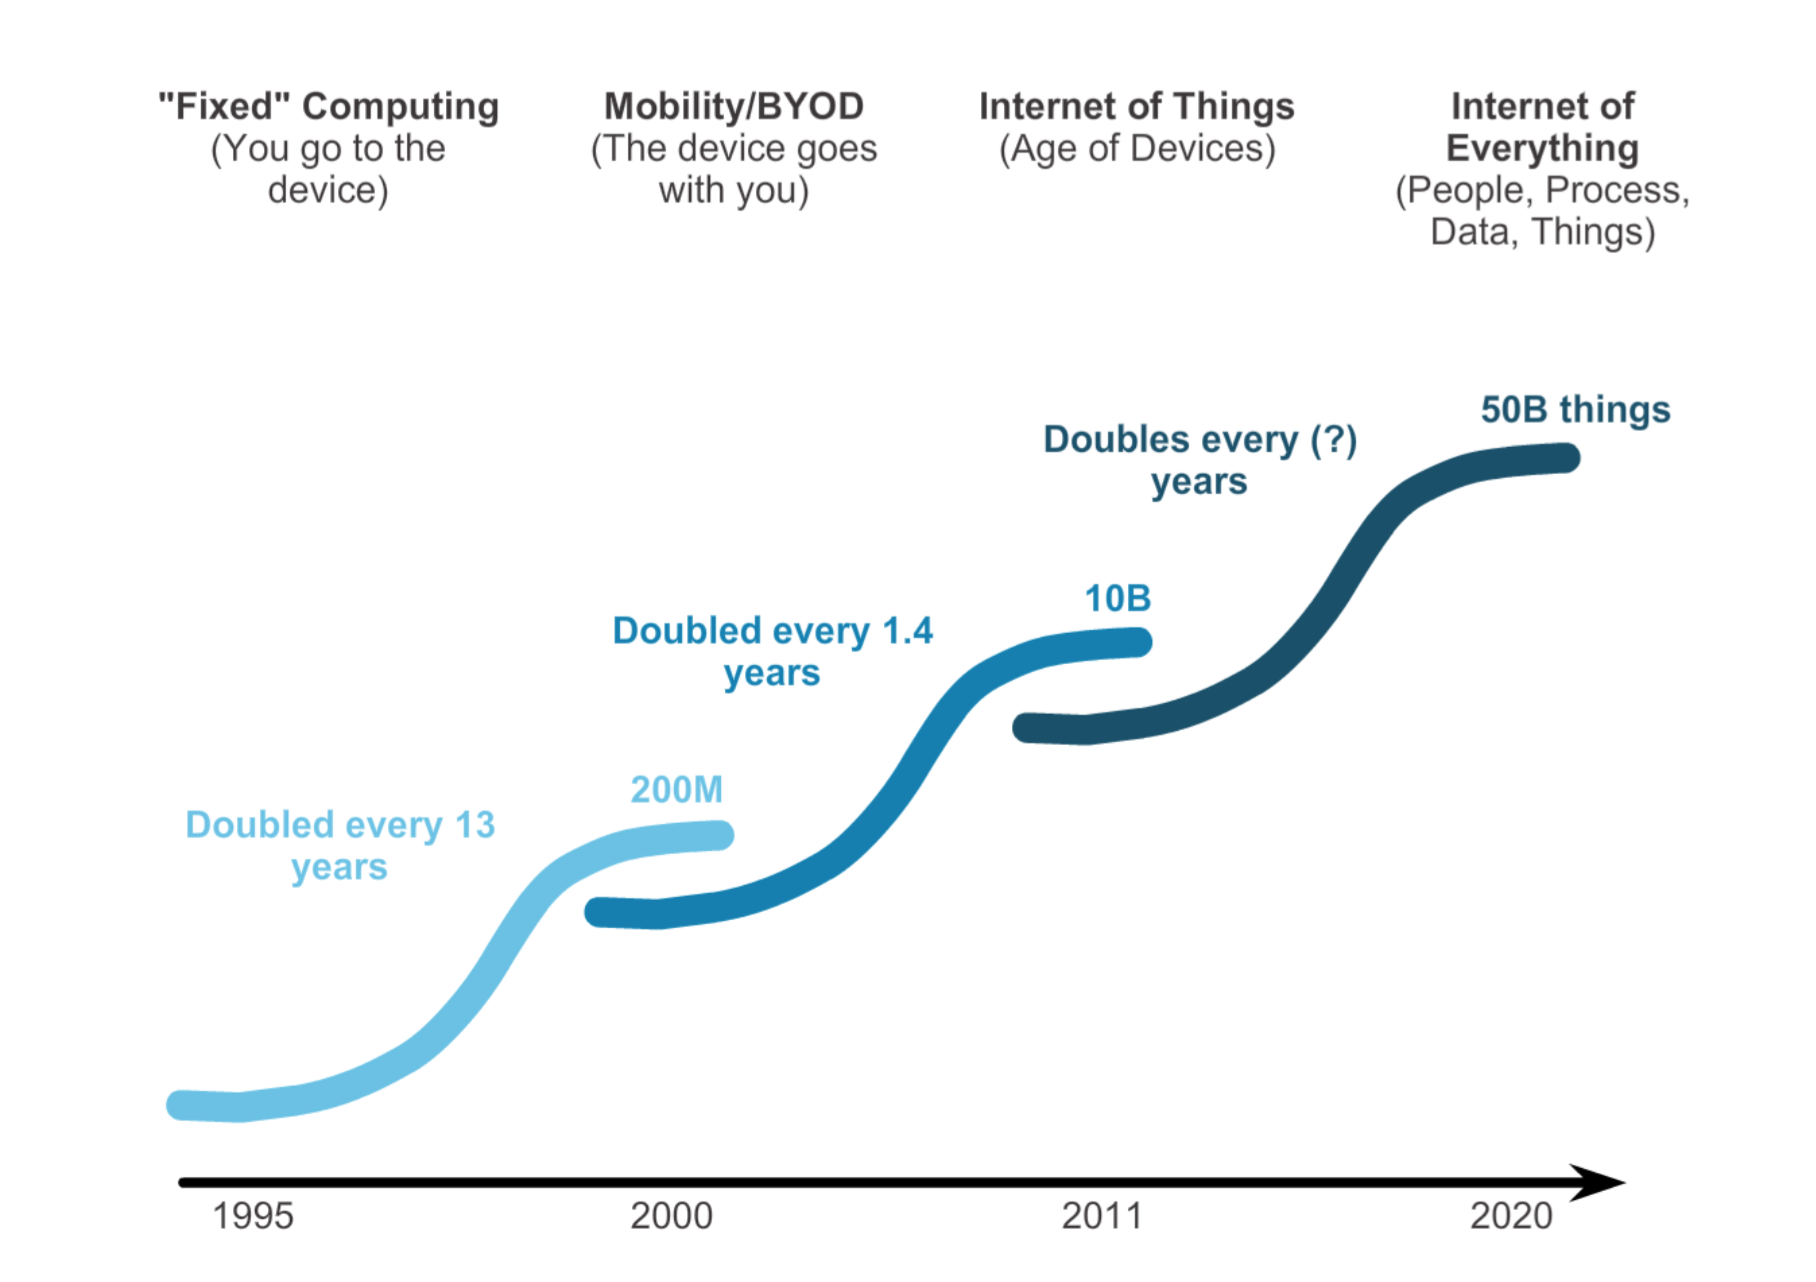 "Fixed" Computing
(You go to the
device)
Mobility/BYOD
(The device goes
with you)
Internet of Things
(Age of Devices)
Internet of
Everything
(People, Process,
Data, Things)
50B things
Doubles every (?)
years
10B
Doubled every 1.4
years
200M
Doubled every 13
years
1995
2000
2011
2020